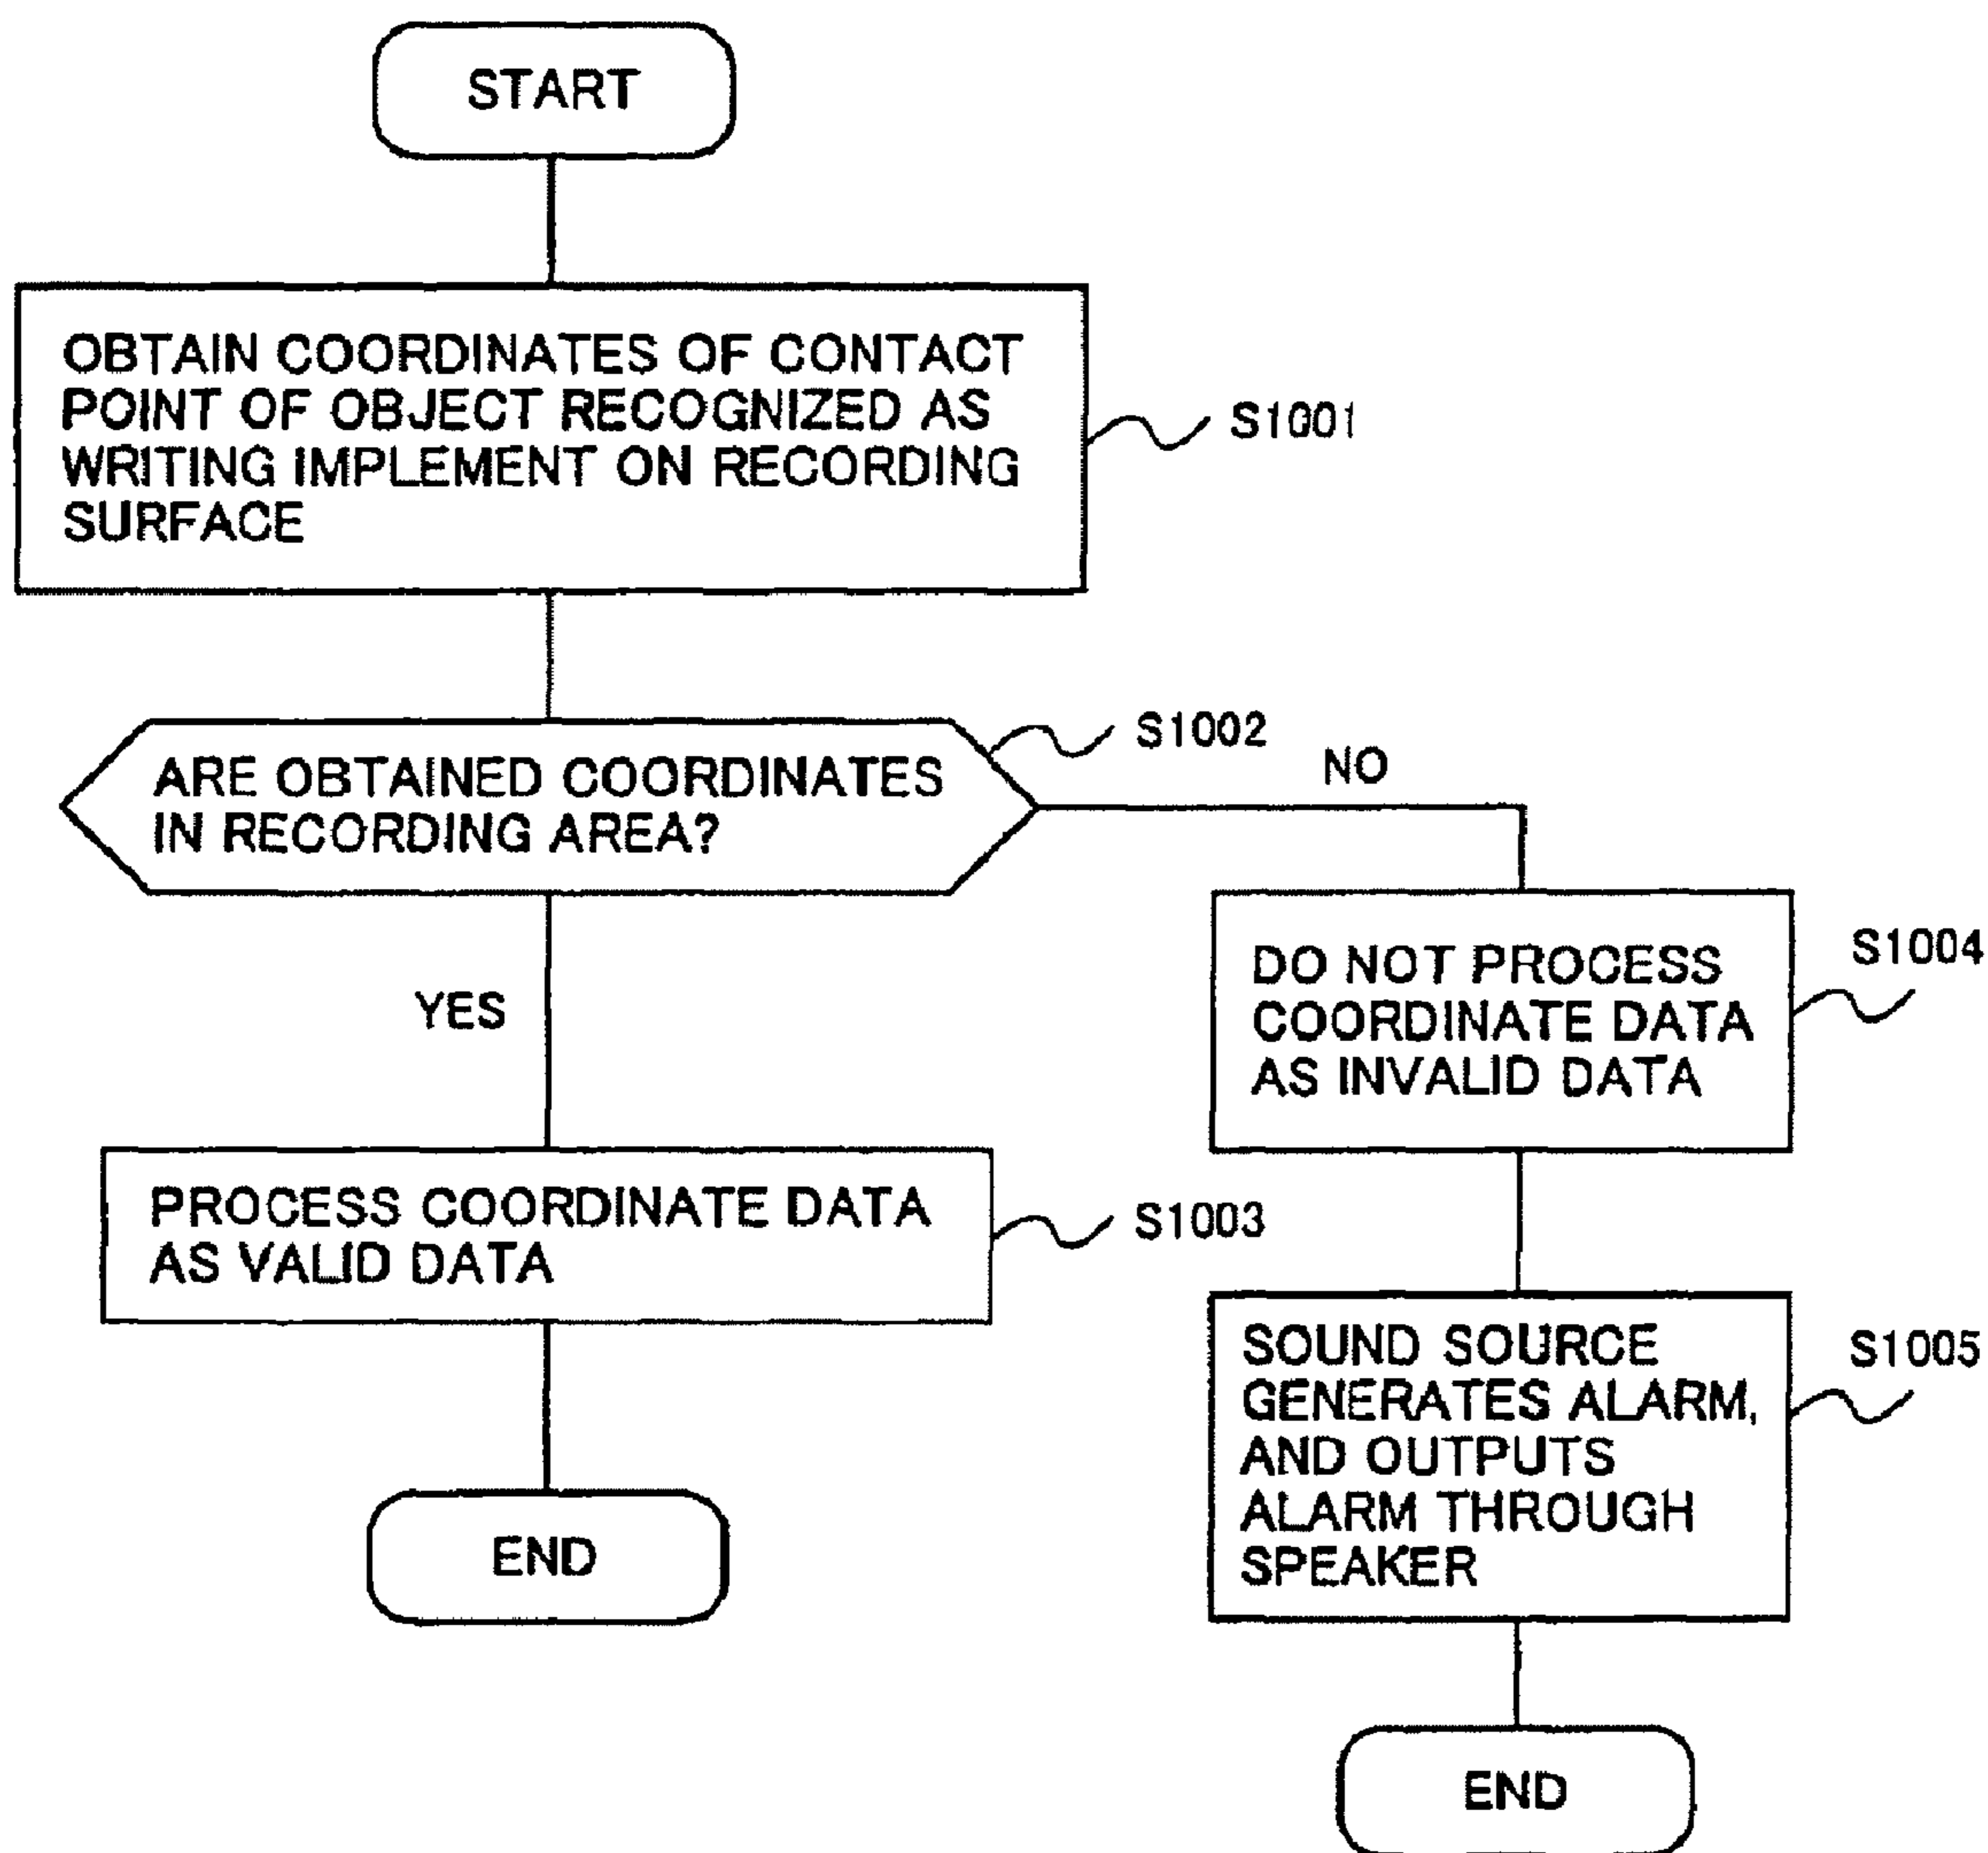 START
OBTAIN COORDINATES OF CONTACT
POINT OF OBJECT RECOGNIZED AS
WRITING IMPLEMENT ON RECORDING
SURFACE
S1001
ARE OBTAINED COORDINATES
IN RECORDING AREA?
S1002
NO
YES
DO NOT PROCESS
COORDINATE DATA
AS INVALID DATA
S1004
PROCESS COORDINATE DATA
AS VALID DATA
S1003
SOUND SOURCE
GENERATES ALARM,
AND OUTPUTS
ALARM THROUGH
SPEAKER
S1005
END
END